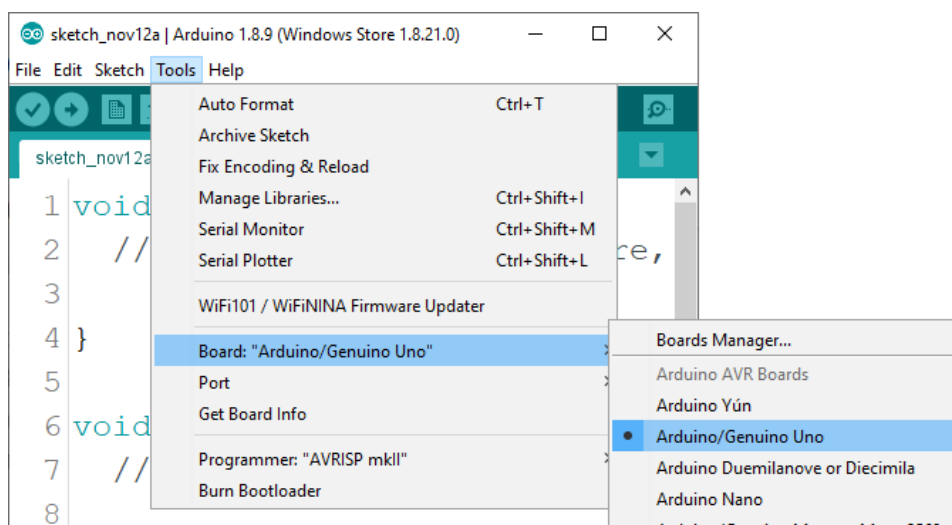 sketch_nov12a | Arduino 1.8.9 (Windows Store 1.8.21.0)
File Edit Sketch Tools Help
sketch_nov12a
Auto Format Ctrl+T
Archive Sketch
Fix Encoding & Reload
Manage Libraries... Ctrl+Shift+I
Serial Monitor Ctrl+Shift+M
Serial Plotter Ctrl+Shift+L
WiFi101 / WiFiNINA Firmware Updater
Board: "Arduino/Genuino Uno"
Port
Get Board Info
Programmer: "AVRISP mkII"
Burn Bootloader
1 void
2 // re,
3
4 }
5
6 void
7 //
8
Boards Manager...
Arduino AVR Boards
Arduino Yún
Arduino/Genuino Uno
Arduino Duemilanove or Diecimila
Arduino Nano